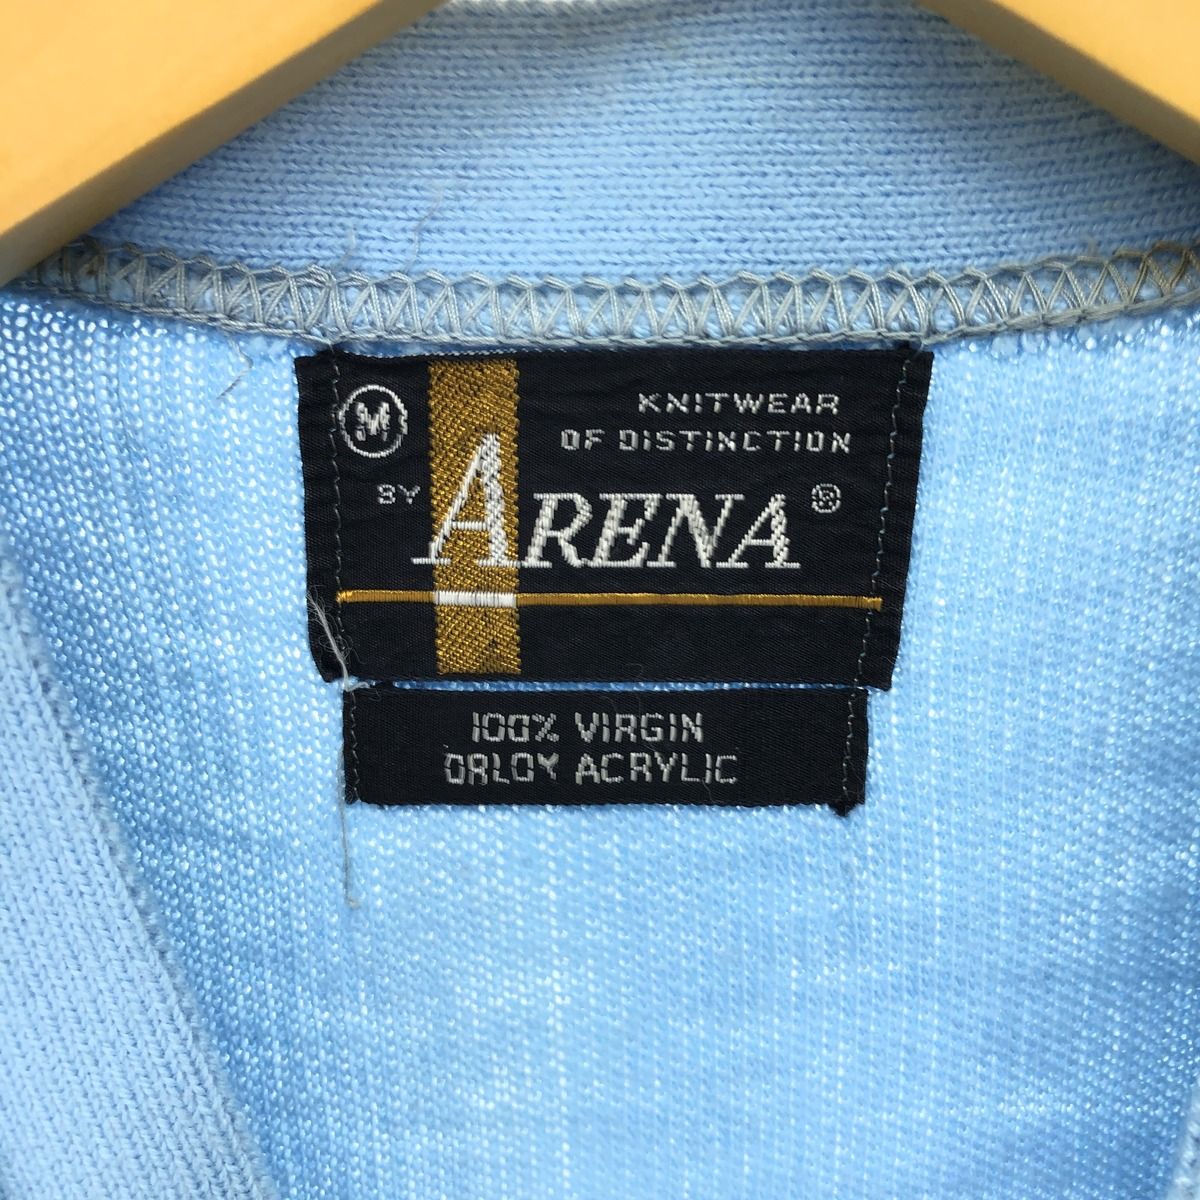 M
KNITWEAR
OF DISTINCTION
BY ARENA ®
100% VIRGIN
ORLOY ACRYLIC